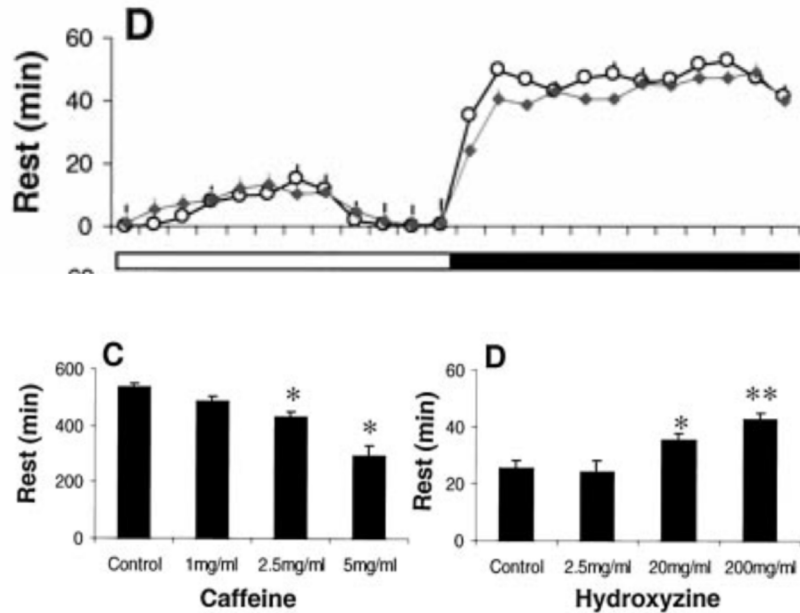 D
Rest (min)
60
40
20
0
60
C
Rest (min)
600
400
200
0
*
*
Control 1mg/ml 2.5mg/ml 5mg/ml
Caffeine
D
Rest (min)
60
40
20
0
*
**
Control 2.5mg/ml 20mg/ml 200mg/ml
Hydroxyzine